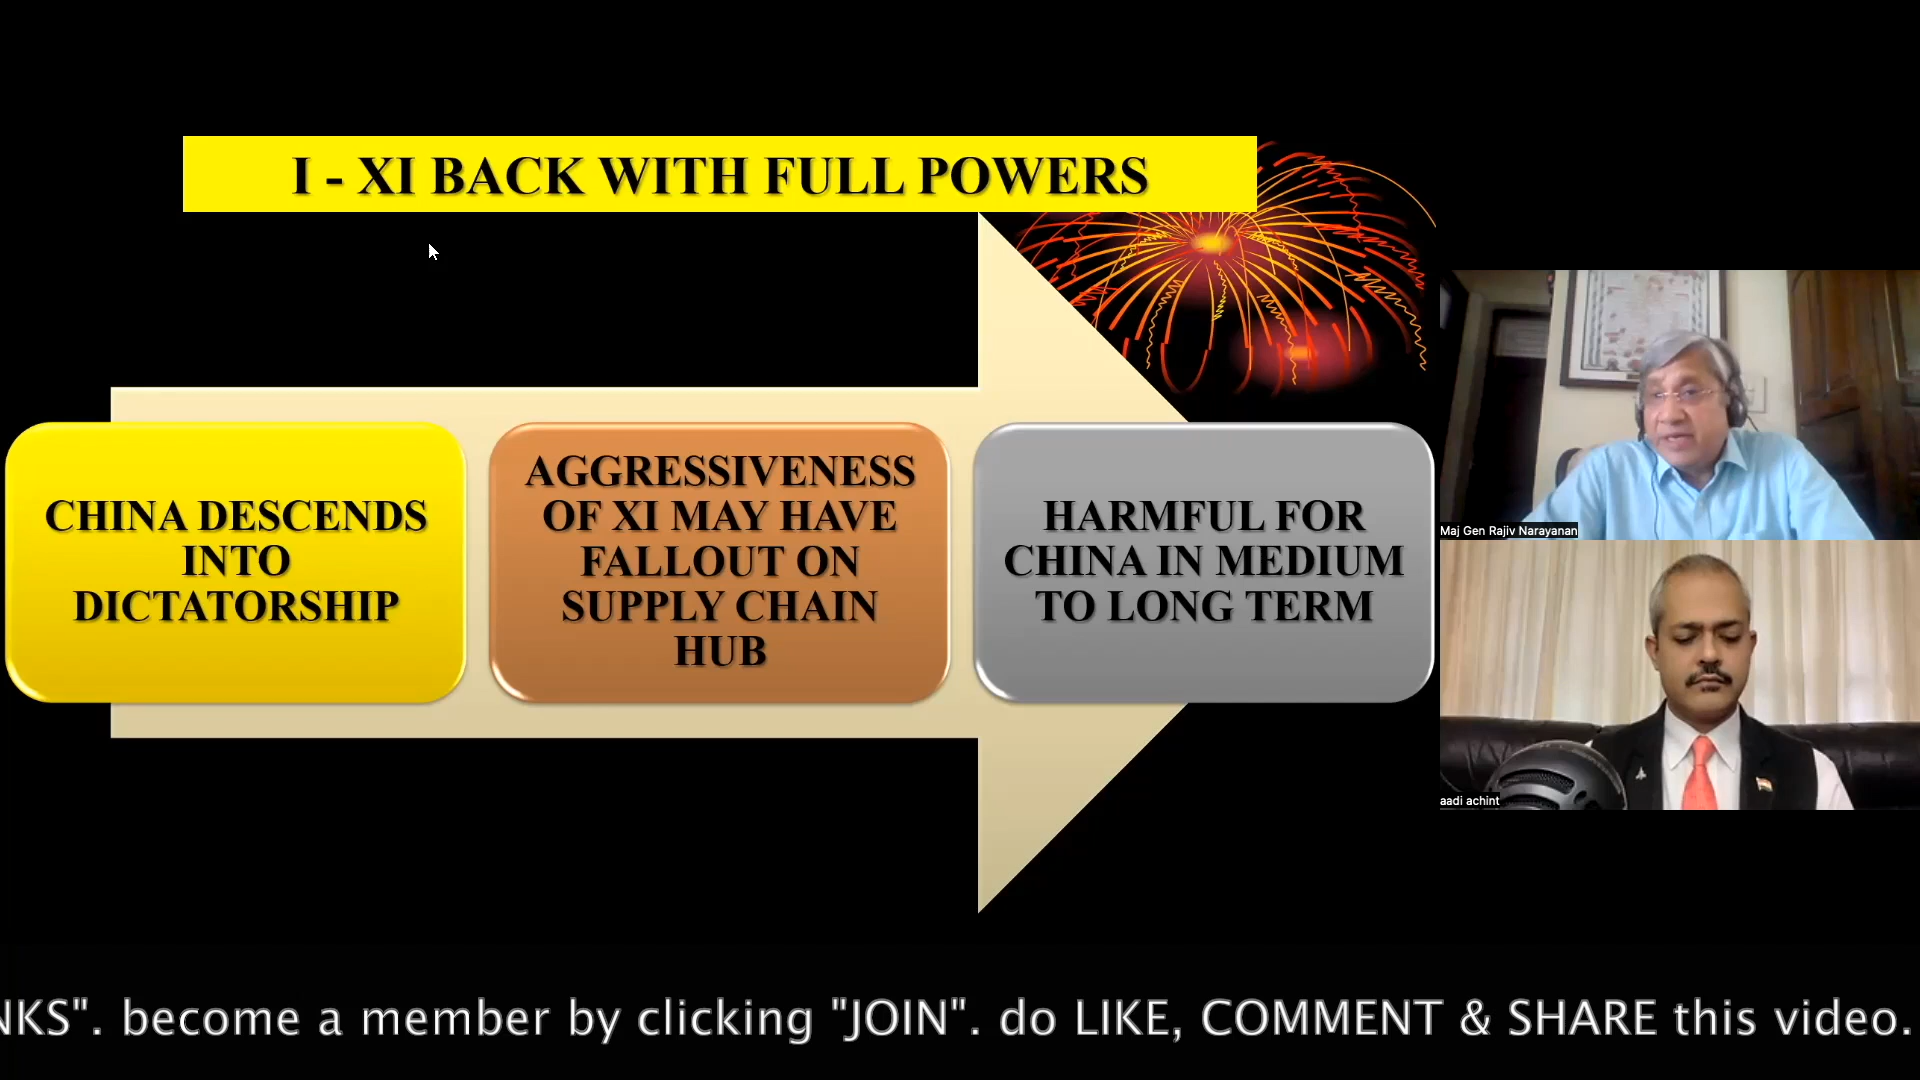 I - XI BACK WITH FULL POWERS
CHINA DESCENDS
INTO
DICTATORSHIP
AGGRESSIVENESS
OF XI MAY HAVE
FALLOUT ON
SUPPLY CHAIN
HUB
HARMFUL FOR
CHINA IN MEDIUM
TO LONG TERM
Maj Gen Rajiv Narayanan
aadi achint
NKS". become a member by clicking "JOIN". do LIKE, COMMENT & SHARE this video.